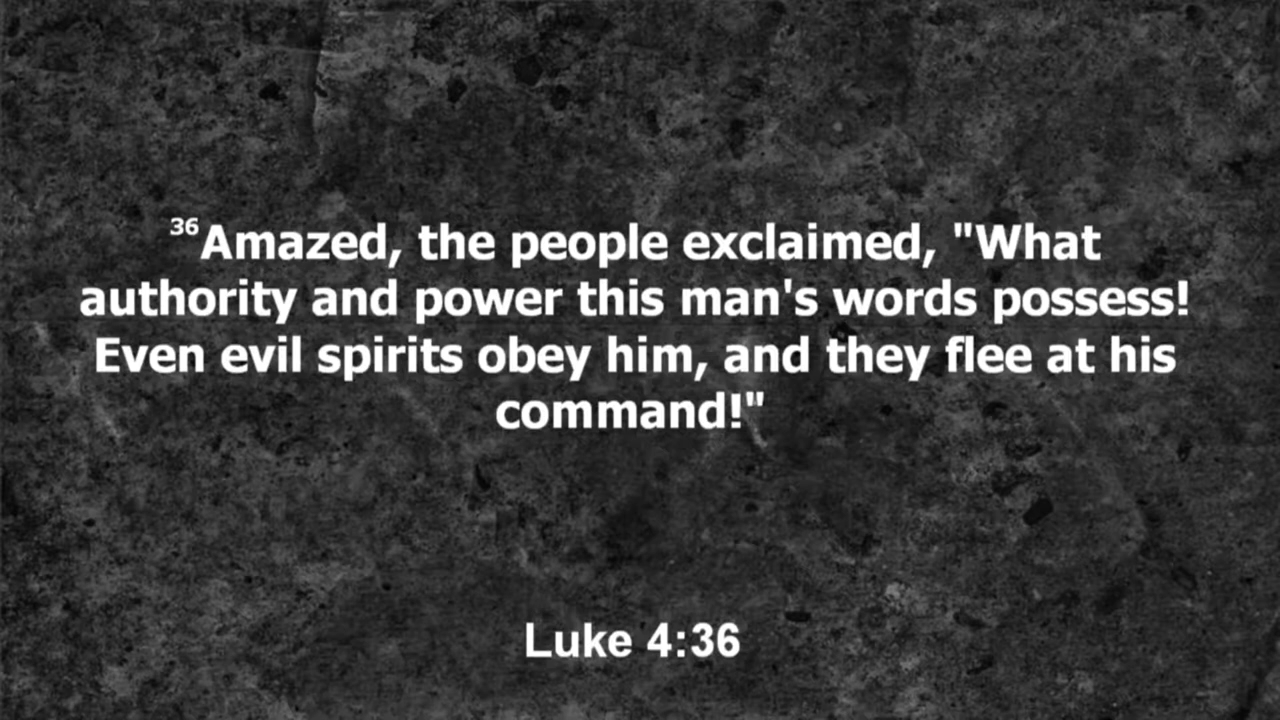 36Amazed, the people exclaimed, "What
authority and power this man's words possess!
Even evil spirits obey him, and they flee at his
command!"
Luke 4:36